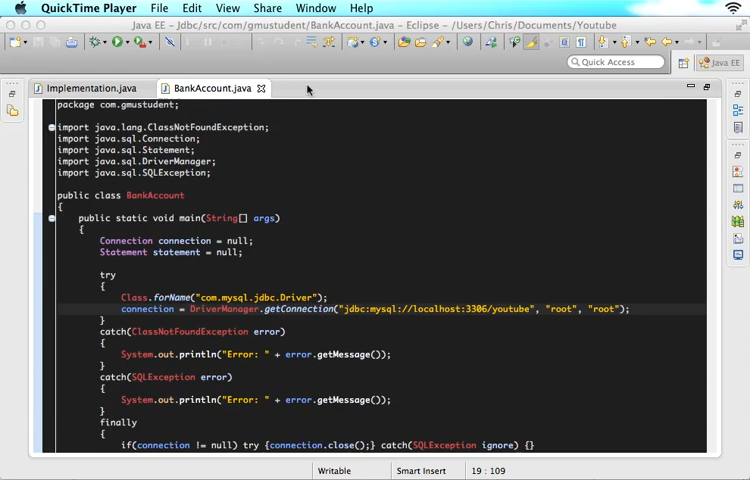 QuickTime Player File Edit View Share Window Help
Java EE - Jdbc/src/com/gmustudent/BankAccount.java - Eclipse - /Users/Chris/Documents/Youtube
Quick Access
Java EE
Implementation.java
BankAccount.java
package com.gmustudent;
import java.lang.ClassNotFoundException;
import java.sql.Connection;
import java.sql.Statement;
import java.sql.DriverManager;
import java.sql.SQLException;
public class BankAccount
{
public static void main(String[] args)
{
Connection connection = null;
Statement statement = null;
try
{
Class.forName("com.mysql.jdbc.Driver");
connection = DriverManager.getConnection("jdbc:mysql://localhost:3306/youtube", "root", "root");
}
catch(ClassNotFoundException error)
{
System.out.println("Error: " + error.getMessage());
}
catch(SQLException error)
{
System.out.println("Error: " + error.getMessage());
}
finally
{
if(connection != null) try {connection.close();} catch(SQLException ignore) {}
Writable
Smart Insert
19 : 109